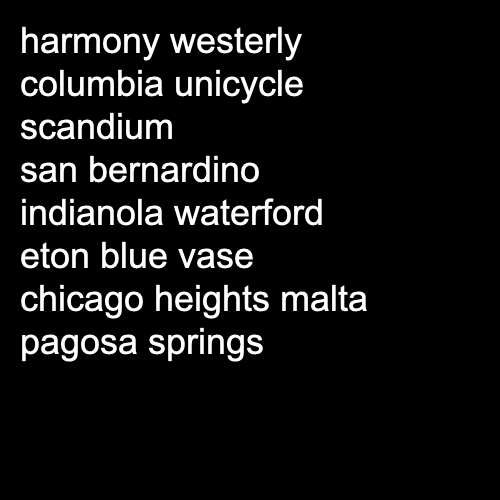 harmony westerly
columbia unicycle
scandium
san bernardino
indianola waterford
eton blue vase
chicago heights malta
pagosa springs